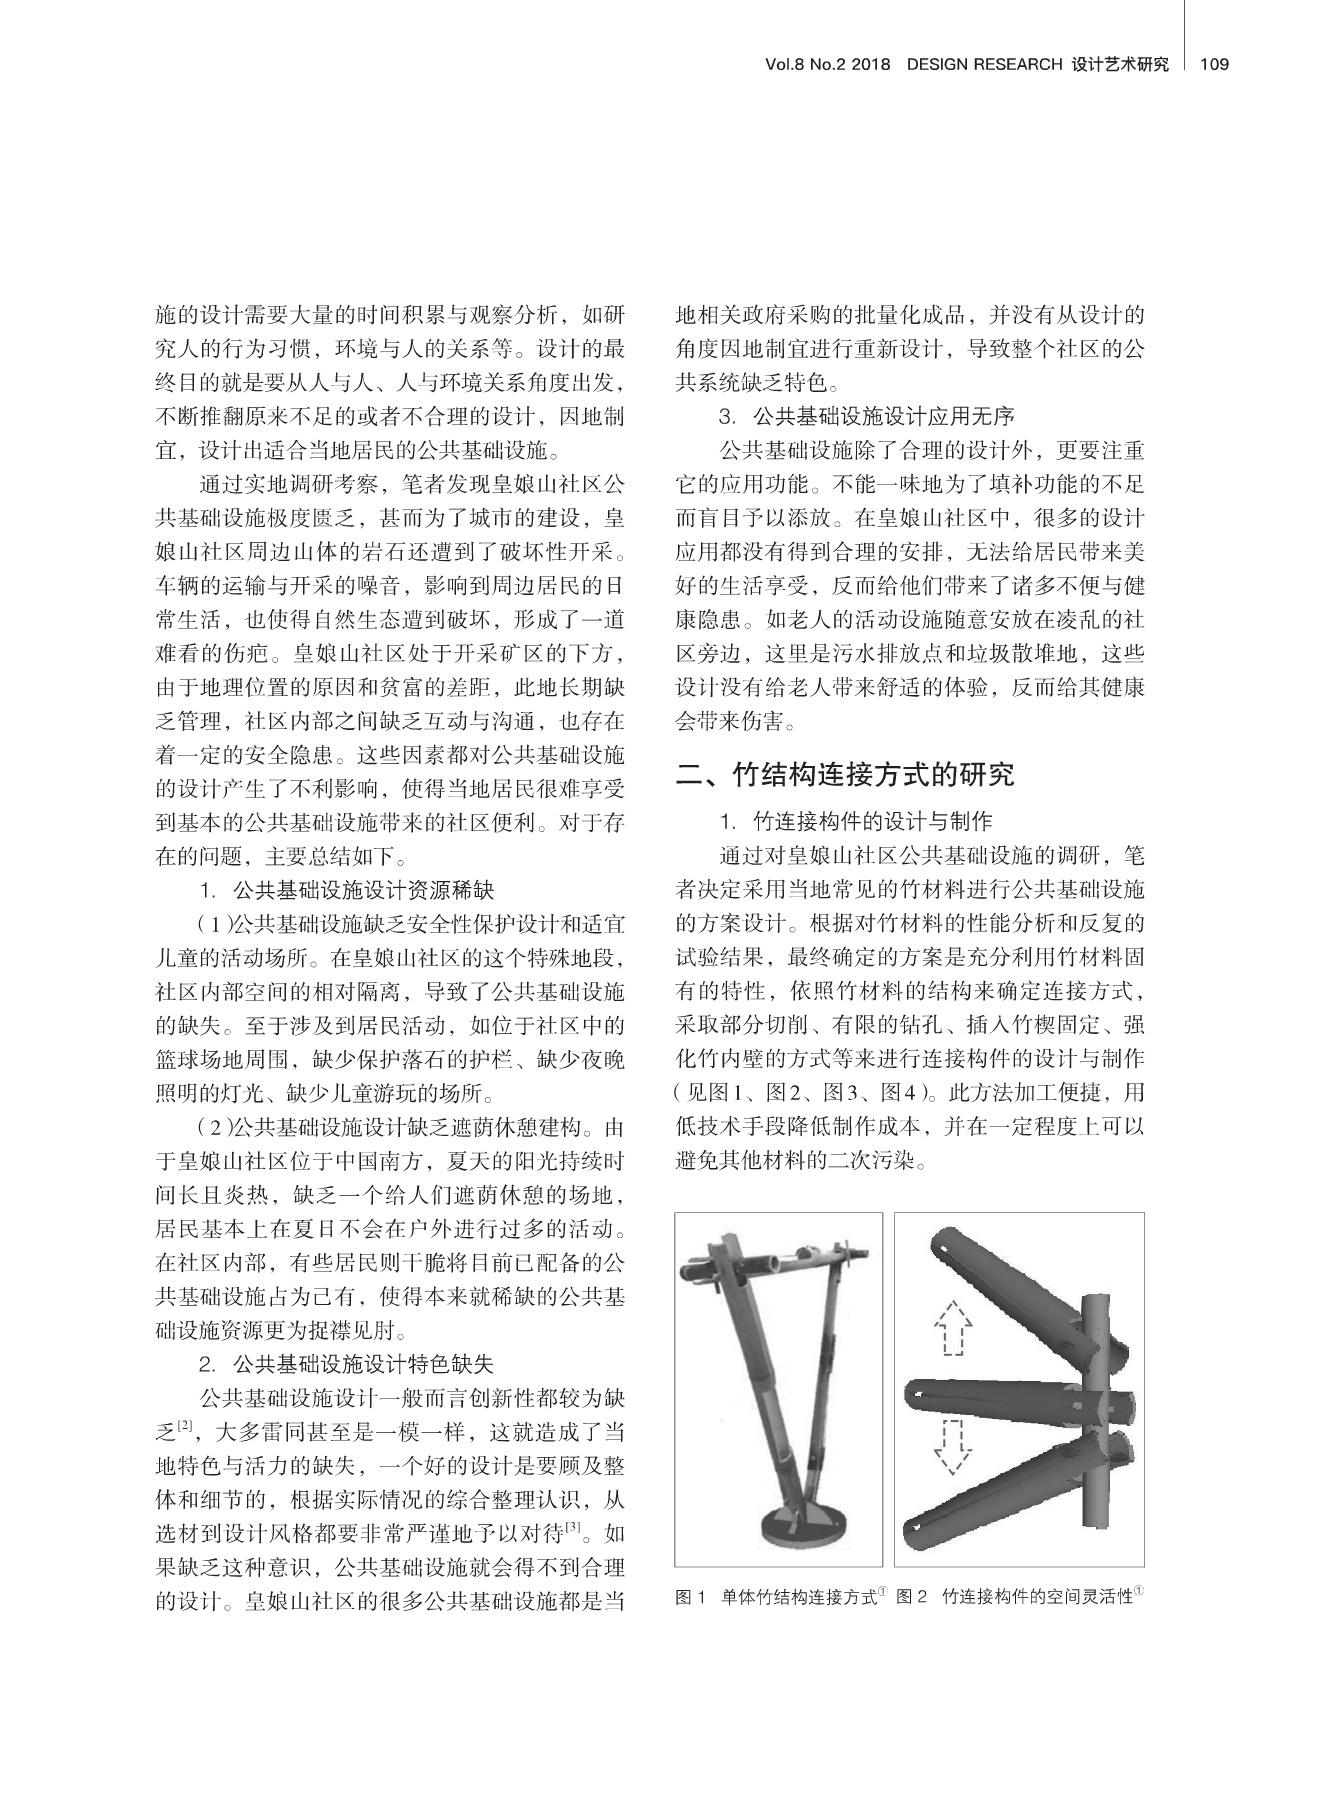 Vol.8 No.2 2018 DESIGN RESEARCH 设计艺术研究 109
施的设计需要大量的时间积累与观察分析，如研
究人的行为习惯，环境与人的关系等。设计的最
终目的就是要从人与人、人与环境关系角度出发，
不断推翻原来不足的或者不合理的设计，因地制
宜，设计出适合当地居民的公共基础设施。
通过实地调研考察，笔者发现皇娘山社区公
共基础设施极度匮乏，甚而为了城市的建设，皇
娘山社区周边山体的岩石还遭到了破坏性开采。
车辆的运输与开采的噪音，影响到周边居民的日
常生活，也使得自然生态遭到破坏，形成了一道
难看的伤疤。皇娘山社区处于开采矿区的下方，
由于地理位置的原因和贫富的差距，此地长期缺
乏管理，社区内部之间缺乏互动与沟通，也存在
着一定的安全隐患。这些因素都对公共基础设施
的设计产生了不利影响，使得当地居民很难享受
到基本的公共基础设施带来的社区便利。对于存
在的问题，主要总结如下。
1. 公共基础设施设计资源稀缺
（1）公共基础设施缺乏安全性保护设计和适宜
儿童的活动场所。在皇娘山社区的这个特殊地段，
社区内部空间的相对隔离，导致了公共基础设施
的缺失。至于涉及到居民活动，如位于社区中的
篮球场地周围，缺少保护落石的护栏、缺少夜晚
照明的灯光、缺少儿童游玩的场所。
（2）公共基础设施设计缺乏遮荫休憩建构。由
于皇娘山社区位于中国南方，夏天的阳光持续时
间长且炎热，缺乏一个给人们遮荫休憩的场地，
居民基本上在夏日不会在户外进行过多的活动。
在社区内部，有些居民则干脆将目前已配备的公
共基础设施占为己有，使得本来就稀缺的公共基
础设施资源更为捉襟见肘。
2. 公共基础设施设计特色缺失
公共基础设施设计一般而言创新性都较为缺
乏[2]，大多雷同甚至是一模一样，这就造成了当
地特色与活力的缺失，一个好的设计是要顾及整
体和细节的，根据实际情况的综合整理认识，从
选材到设计风格都要非常严谨地予以对待[3]。如
果缺乏这种意识，公共基础设施就会得不到合理
的设计。皇娘山社区的很多公共基础设施都是当
地相关政府采购的批量化成品，并没有从设计的
角度因地制宜进行重新设计，导致整个社区的公
共系统缺乏特色。
3. 公共基础设施设计应用无序
公共基础设施除了合理的设计外，更要注重
它的应用功能。不能一味地为了填补功能的不足
而盲目予以添放。在皇娘山社区中，很多的设计
应用都没有得到合理的安排，无法给居民带来美
好的生活享受，反而给他们带来了诸多不便与健
康隐患。如老人的活动设施随意安放在凌乱的社
区旁边，这里是污水排放点和垃圾散堆地，这些
设计没有给老人带来舒适的体验，反而给其健康
会带来伤害。
二、竹结构连接方式的研究
1. 竹连接构件的设计与制作
通过对皇娘山社区公共基础设施的调研，笔
者决定采用当地常见的竹材料进行公共基础设施
的方案设计。根据对竹材料的性能分析和反复的
试验结果，最终确定的方案是充分利用竹材料固
有的特性，依照竹材料的结构来确定连接方式，
采取部分切削、有限的钻孔、插入竹楔固定、强
化竹内壁的方式等来进行连接构件的设计与制作
（见图1、图2、图3、图4）。此方法加工便捷，用
低技术手段降低制作成本，并在一定程度上可以
避免其他材料的二次污染。
图1 单体竹结构连接方式① 图2 竹连接构件的空间灵活性①